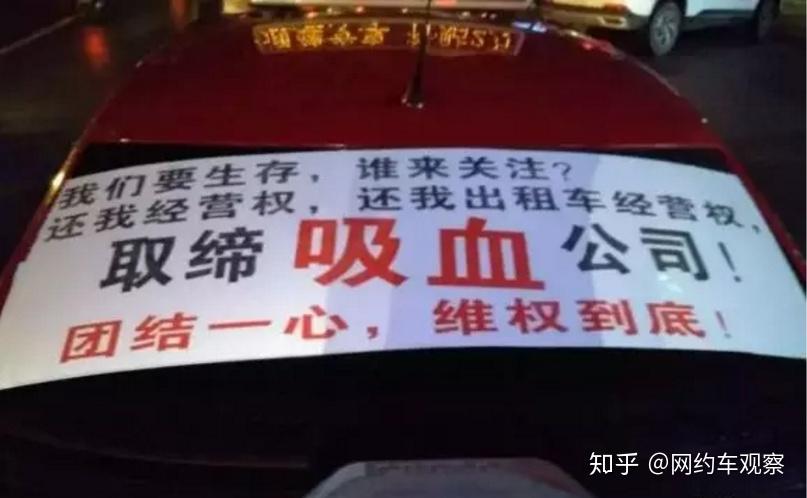 我们要生存，谁来关注？
还我经营权，还我出租车经营权，
取缔吸血公司！
团结一心，维权到底！
知乎 @网约车观察